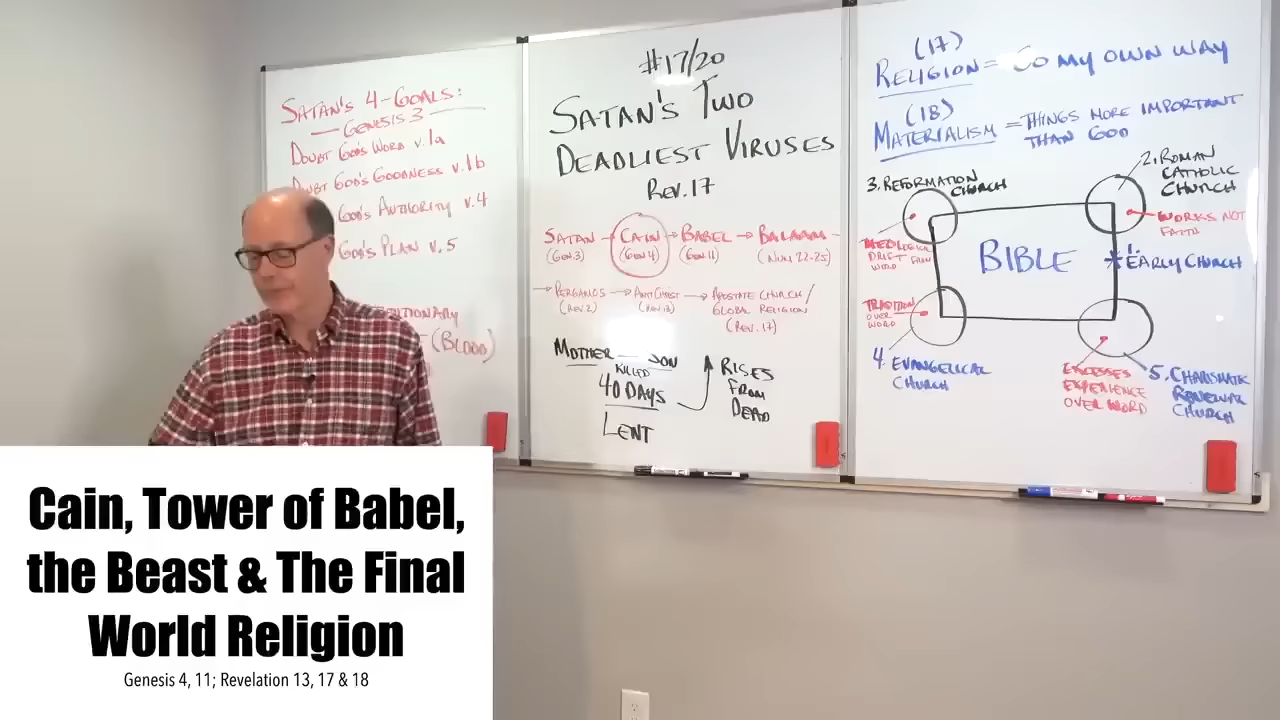 SATAN'S 4-GOALS:
GENESIS 3
DOUBT GOD'S WORD V.1a
DOUBT GOD'S GOODNESS V.1b
GOD'S AUTHORITY V.4
GOD'S PLAN V.5
(BLOOD)
#17/20
SATAN'S TWO
DEADLIEST VIRUSES
REV. 17
SATAN → CAIN → BABEL → BALAAM
(GEN. 3) (GEN. 4) (GEN. 11) (NUM 22-25)
→ PERGAMOS → ANTICHRIST → APOSTATE CHURCH/
GLOBAL RELIGION
(REV. 2) (REV. 13) (REV. 17)
MOTHER SON
KILLED
40 DAYS
LENT
RISES
FROM
DEAD
(17)
RELIGION = GO MY OWN WAY
(18)
MATERIALISM = THINGS MORE IMPORTANT
THAN GOD
3. REFORMATION
CHURCH
2. ROMAN
CATHOLIC
CHURCH
WORKS NOT
FAITH
THEOLOGICAL
DRIFT FROM
WORD
BIBLE
1.
EARLY CHURCH
TRADITION
OVER
WORD
4. EVANGELICAL
CHURCH
EXCESSES
EXPERIENCE
OVER WORD
5. CHARISMATIC
RENEWAL
CHURCH
Cain, Tower of Babel,
the Beast & The Final
World Religion
Genesis 4, 11; Revelation 13, 17 & 18